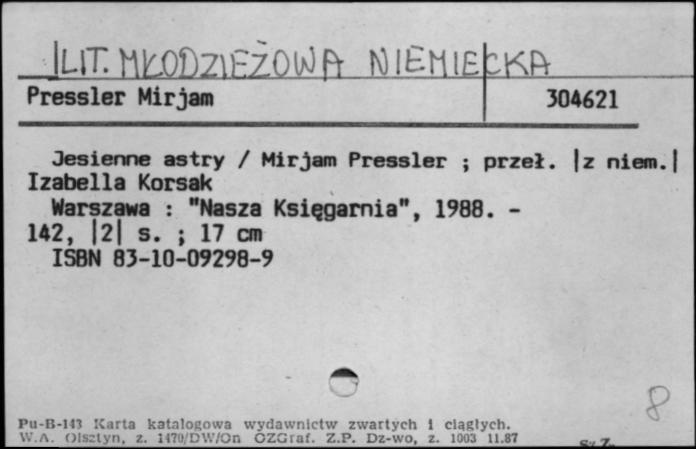 LIT. MŁODZIEŻOWA NIEMIECKA
Pressler Mirjam 304621
Jesienne astry / Mirjam Pressler ; przeł. |z niem.|
Izabella Korsak
Warszawa : "Nasza Księgarnia", 1988. -
142, |2| s. ; 17 cm
ISBN 83-10-09298-9
8
Pu-B-143 Karta katalogowa wydawnictw zwartych i ciągłych.
W.A. Olsztyn, z. 1470/DW/On OZGraf. Z.P. Dz-wo, z. 1003 11.87